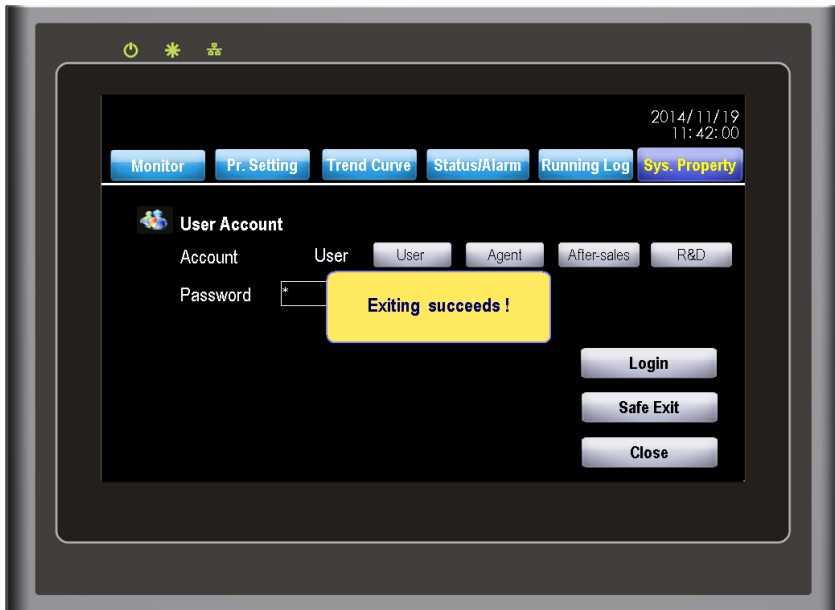 2014/11/19
11:42:00
Monitor Pr. Setting Trend Curve Status/Alarm Running Log Sys. Property
User Account
Account User User Agent After-sales R&D
Password *
Exiting succeeds !
Login
Safe Exit
Close